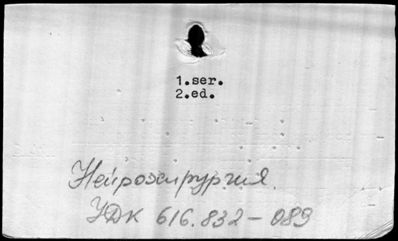 1.ser.
2.ed.
Нейрохирургия.
УДК 616.832-089